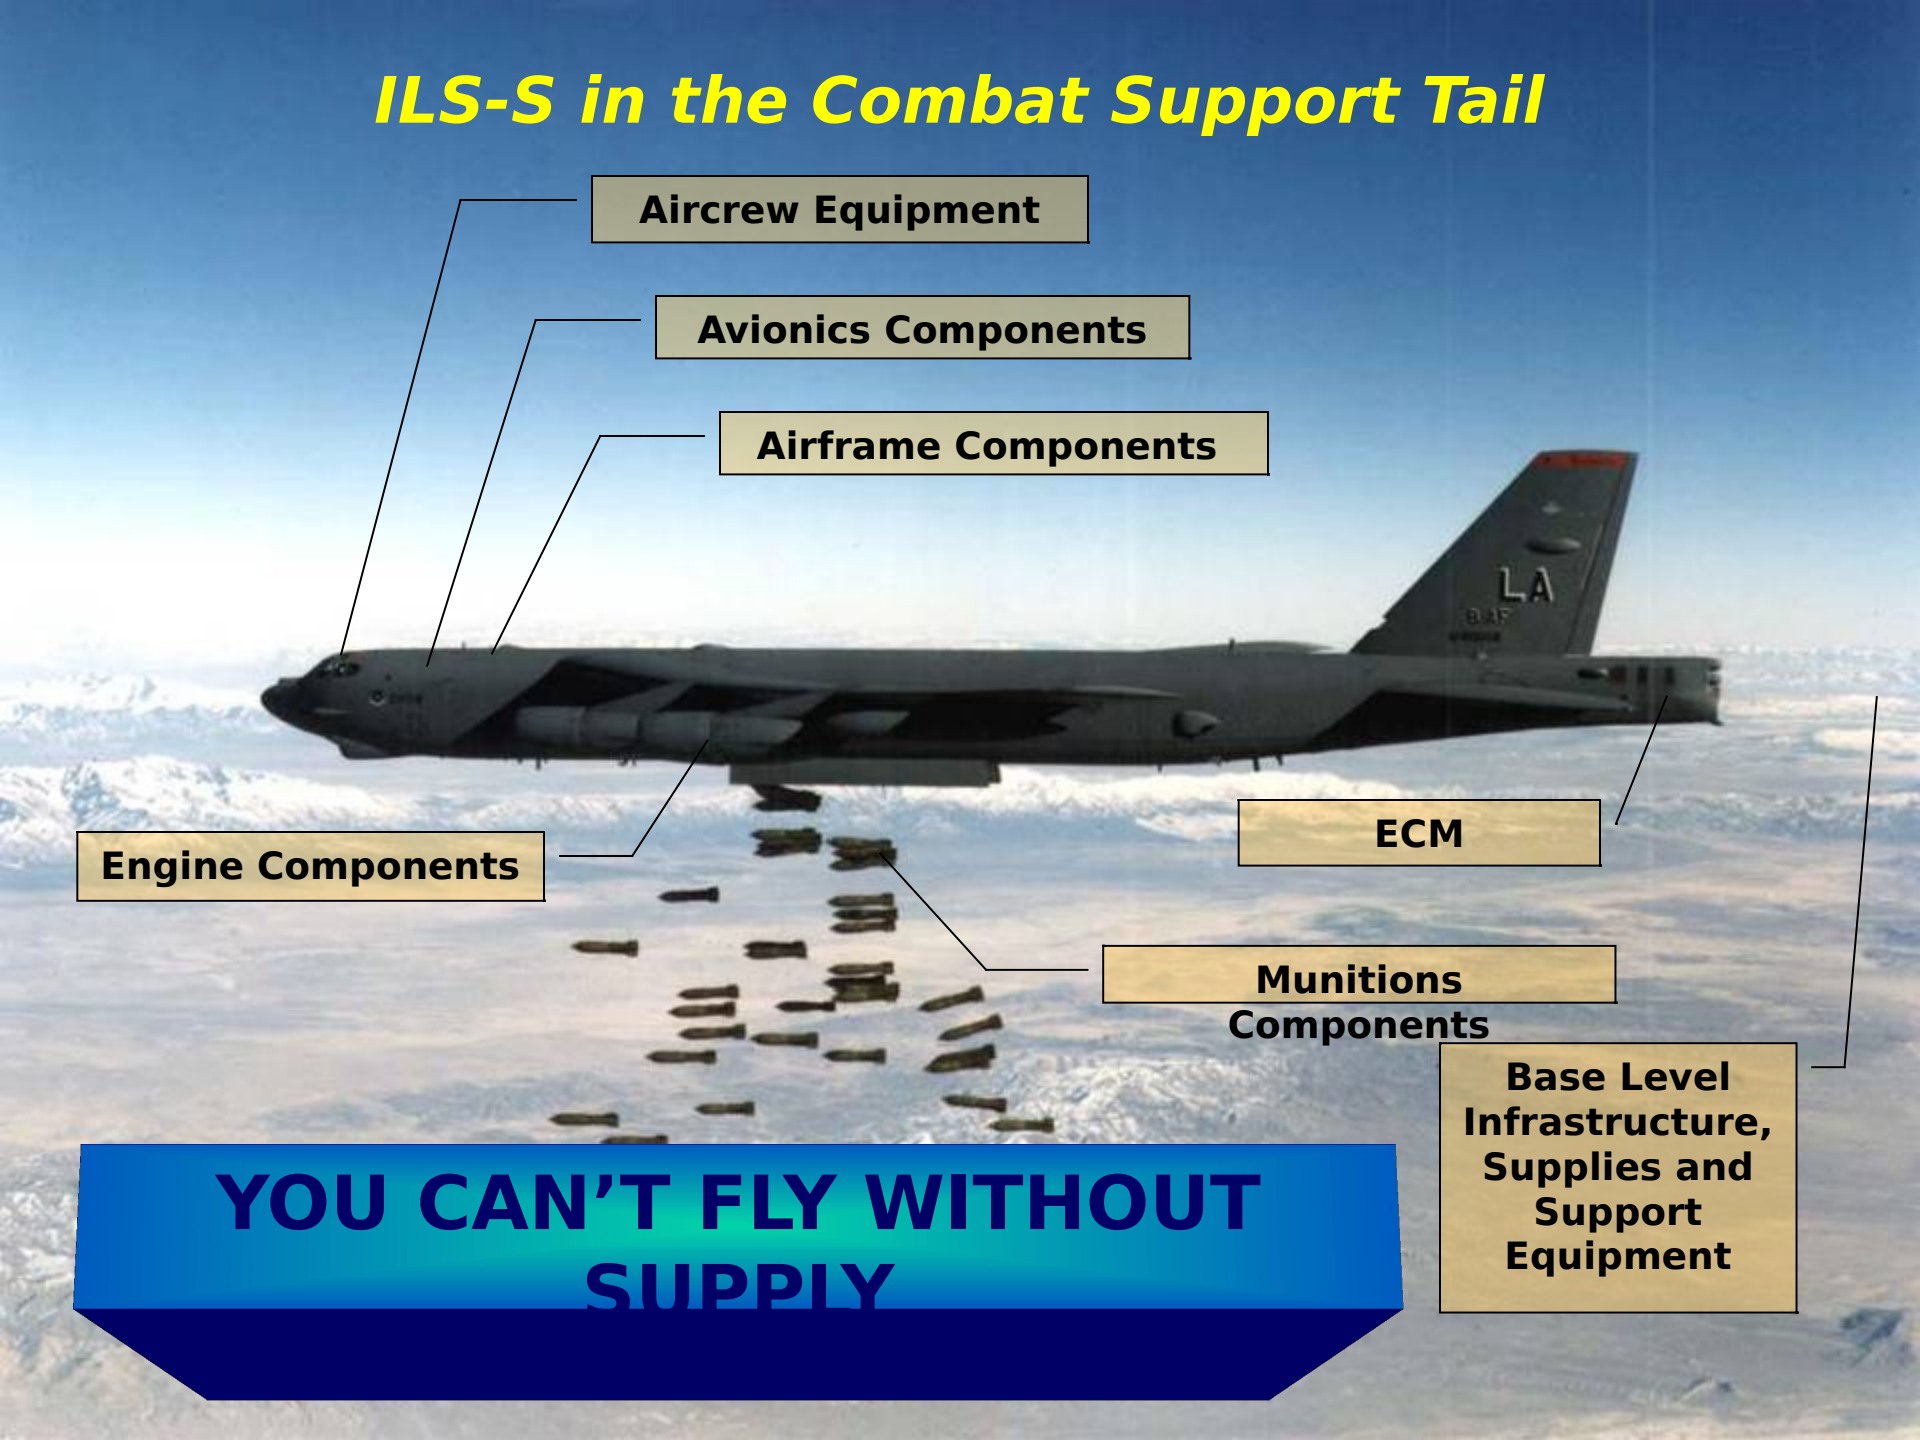 ILS-S in the Combat Support Tail
Aircrew Equipment
Avionics Components
Airframe Components
LA
Engine Components
ECM
Munitions
Components
Base Level
Infrastructure,
Supplies and
Support
Equipment
YOU CAN’T FLY WITHOUT
SUPPLY